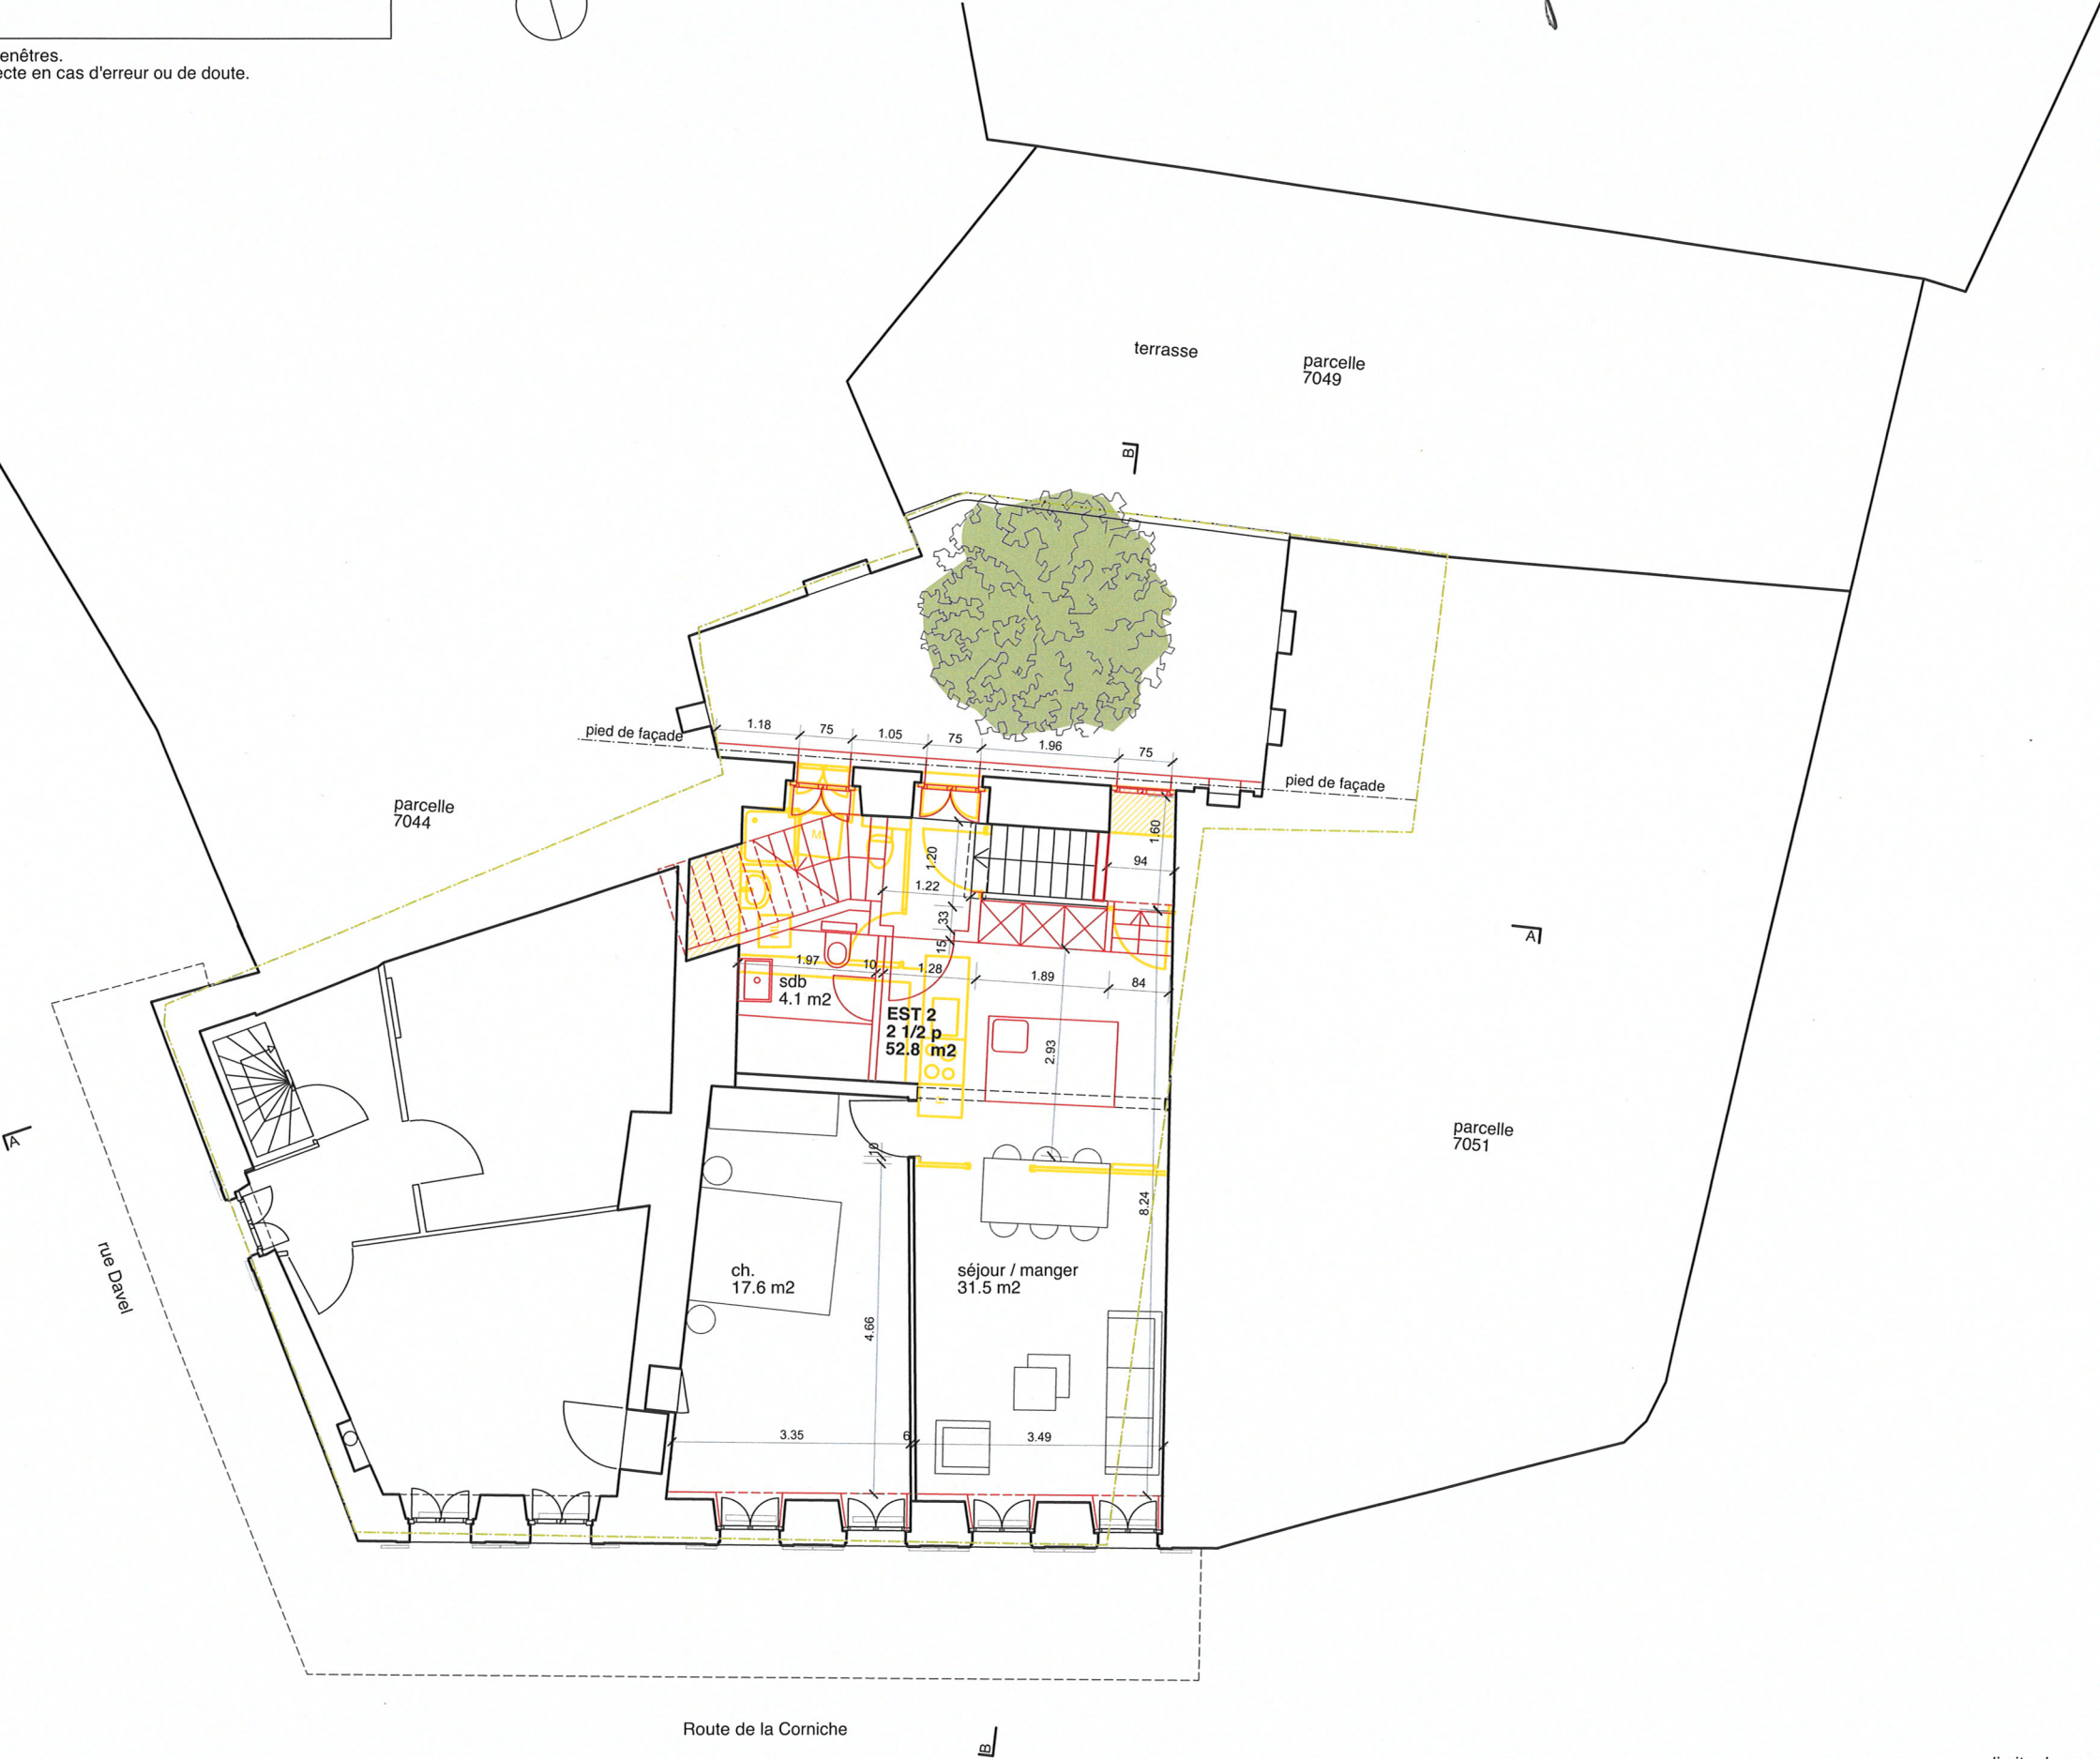 enêtres.
ecte en cas d'erreur ou de doute.
terrasse
parcelle
7049
B
1.18
75
1.05
75
1.96
75
pied de façade
pied de façade
parcelle
7044
1.60
1.20
94
1.22
33
15
A
1.97
10
1.28
1.89
84
sdb
4.1 m2
EST 2
2 1/2 p
52.8 m2
2.93
A
parcelle
7051
10
8.24
rue Davel
ch.
17.6 m2
séjour / manger
31.5 m2
4.66
3.35
6
3.49
Route de la Corniche
B